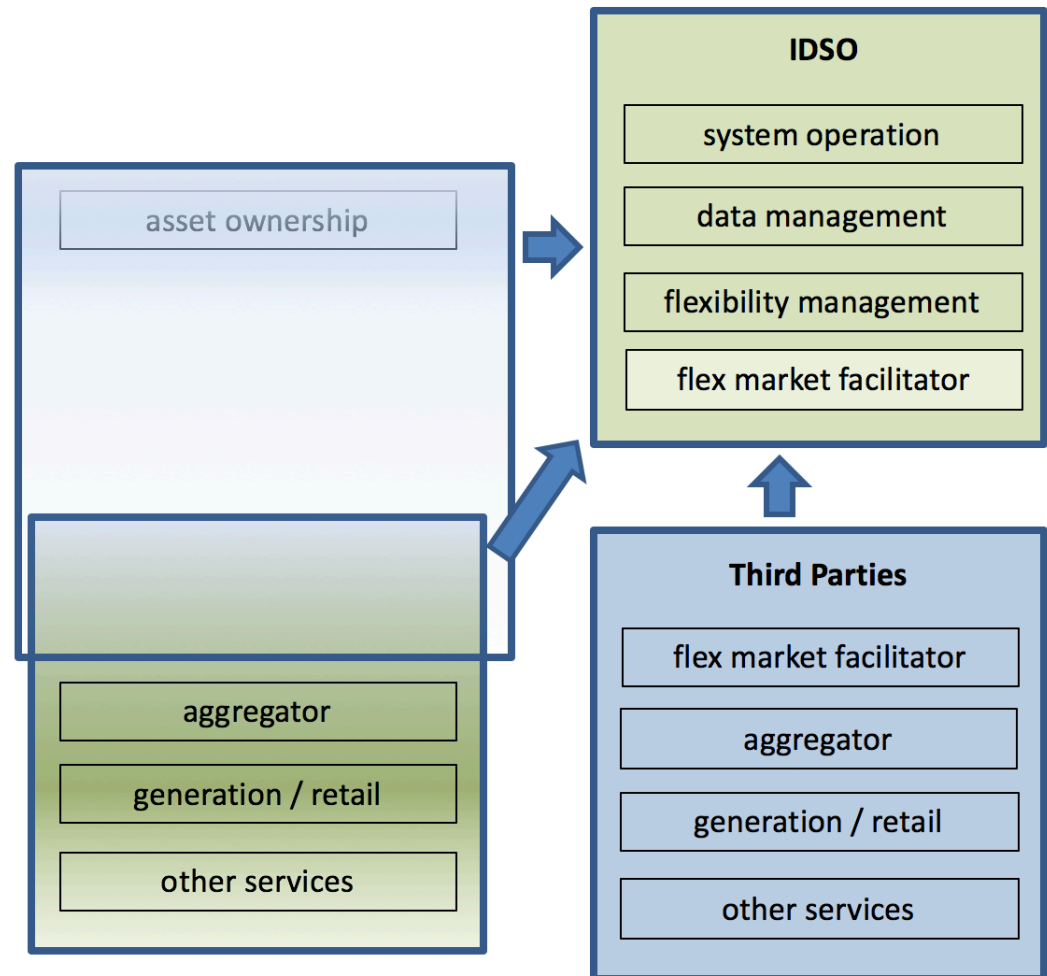 IDSO
system operation
data management
flexibility management
flex market facilitator
asset ownership
aggregator
generation / retail
other services
Third Parties
flex market facilitator
aggregator
generation / retail
other services